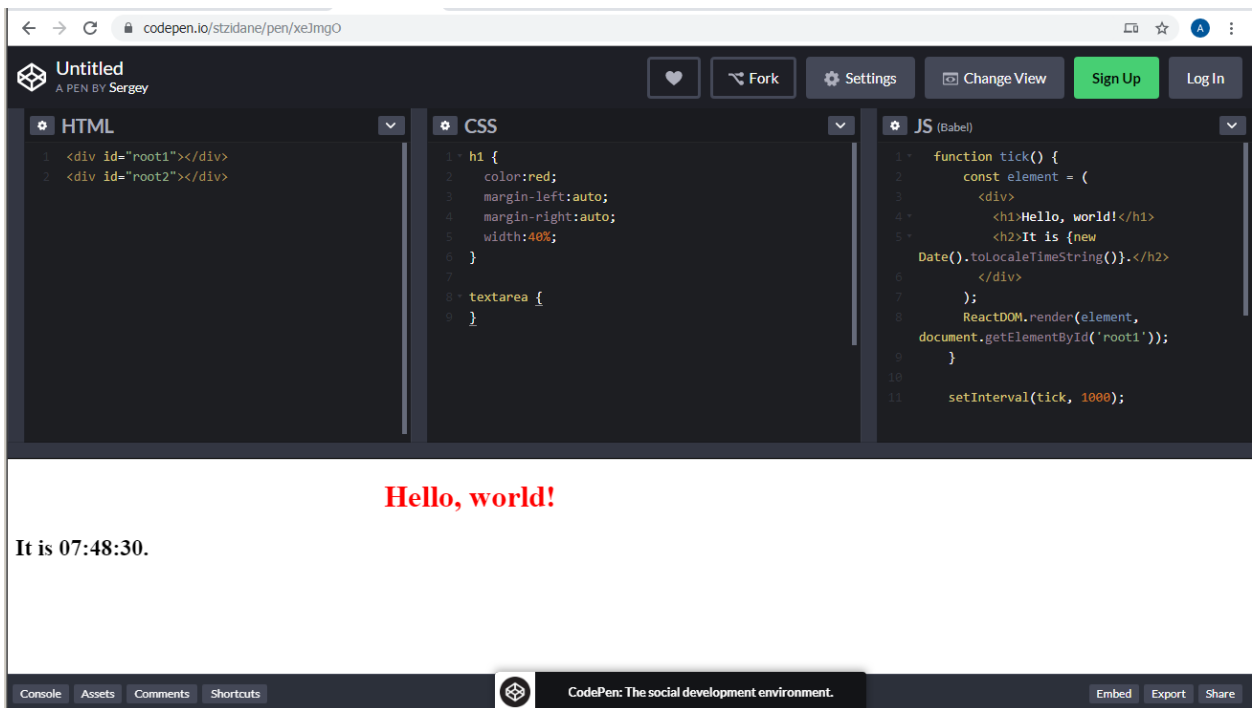 codepen.io/stzidane/pen/xeJmgO
A
Untitled
A PEN BY Sergey
Fork
Settings
Change View
Sign Up
Log In
HTML
1 <div id="root1"></div>
2 <div id="root2"></div>
CSS
1 h1 {
2 color:red;
3 margin-left:auto;
4 margin-right:auto;
5 width:40%;
6 }
7
8 textarea {
9 }
JS (Babel)
1 function tick() {
2 const element = (
3 <div>
4 <h1>Hello, world!</h1>
5 <h2>It is {new
Date().toLocaleTimeString()}.</h2>
6 </div>
7 );
8 ReactDOM.render(element,
document.getElementById('root1'));
9 }
10
11 setInterval(tick, 1000);
Hello, world!
It is 07:48:30.
Console
Assets
Comments
Shortcuts
CodePen: The social development environment.
Embed
Export
Share